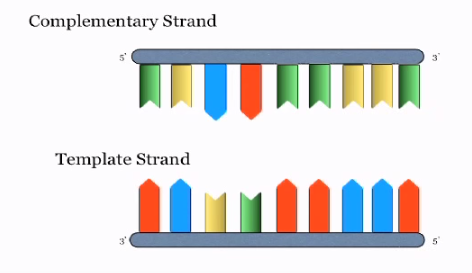 Complementary Strand
5' 3'
Template Strand
3' 5'